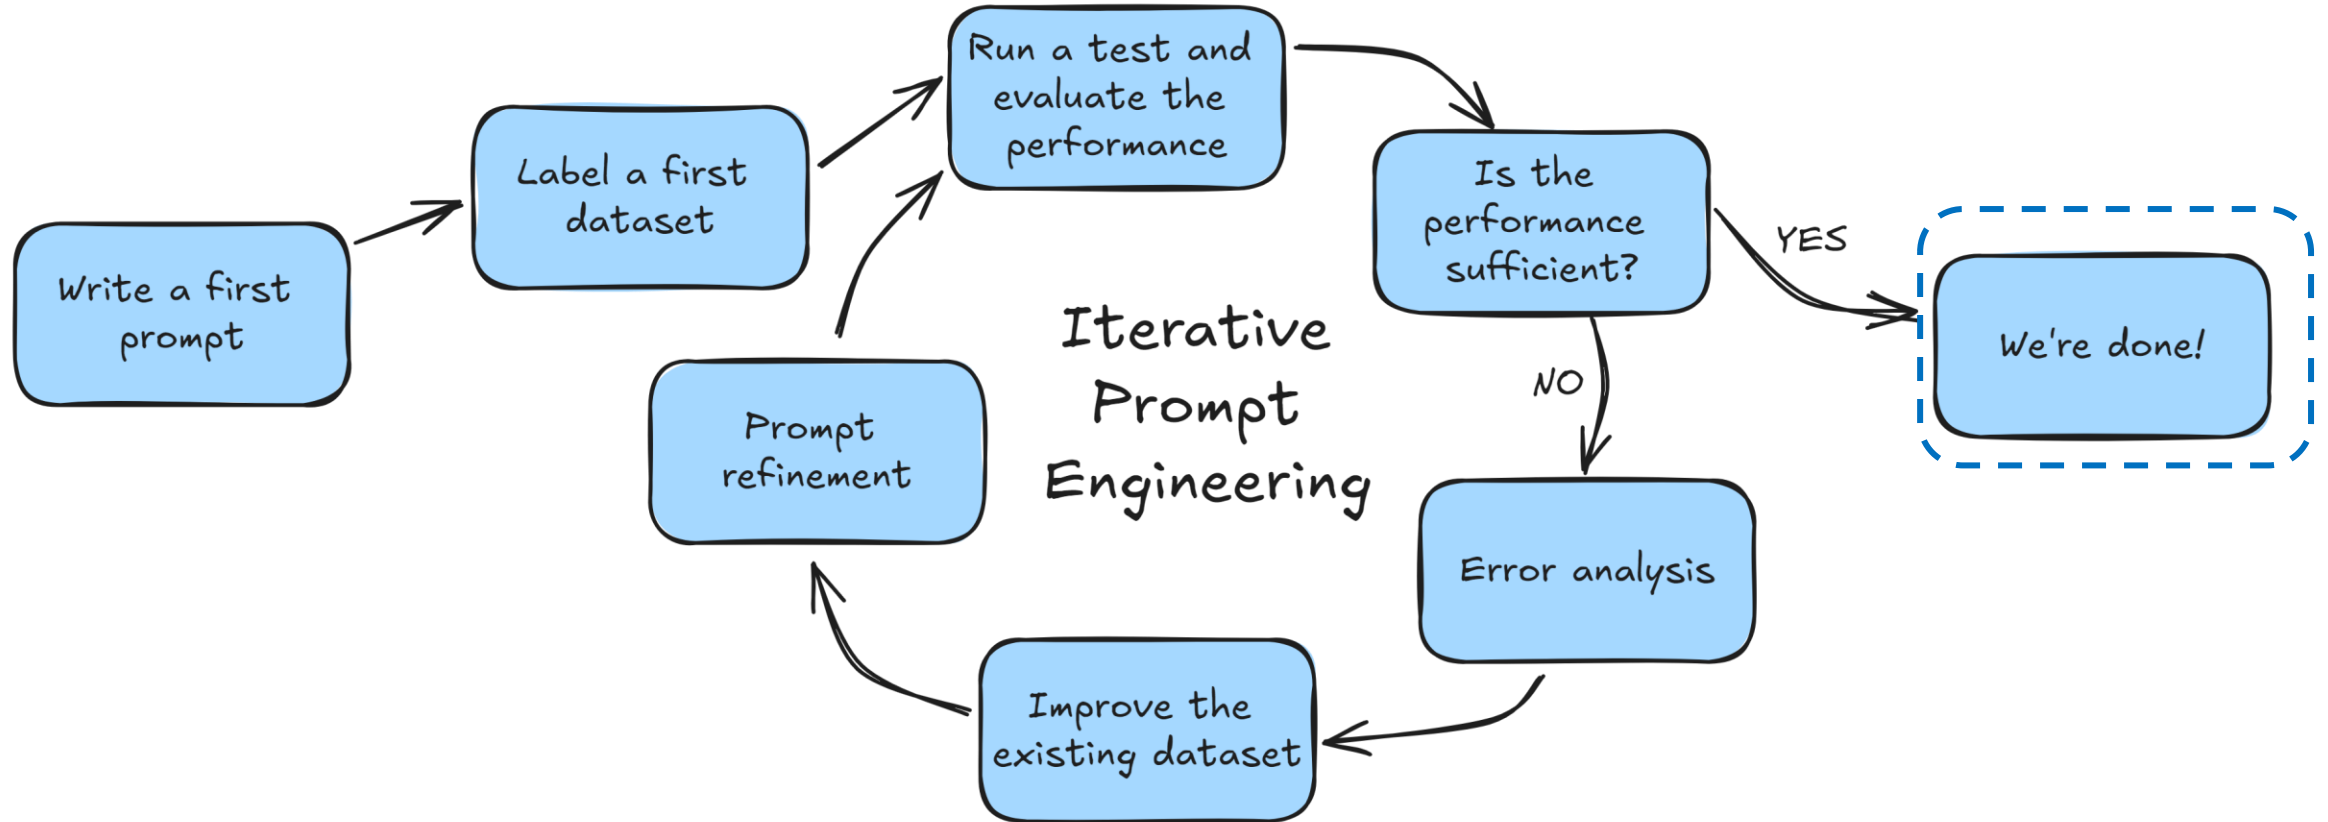 Write a first
prompt
Label a first
dataset
Run a test and
evaluate the
performance
Is the
performance
sufficient?
YES
We're done!
NO
Error analysis
Improve the
existing dataset
Prompt
refinement
Iterative
Prompt
Engineering